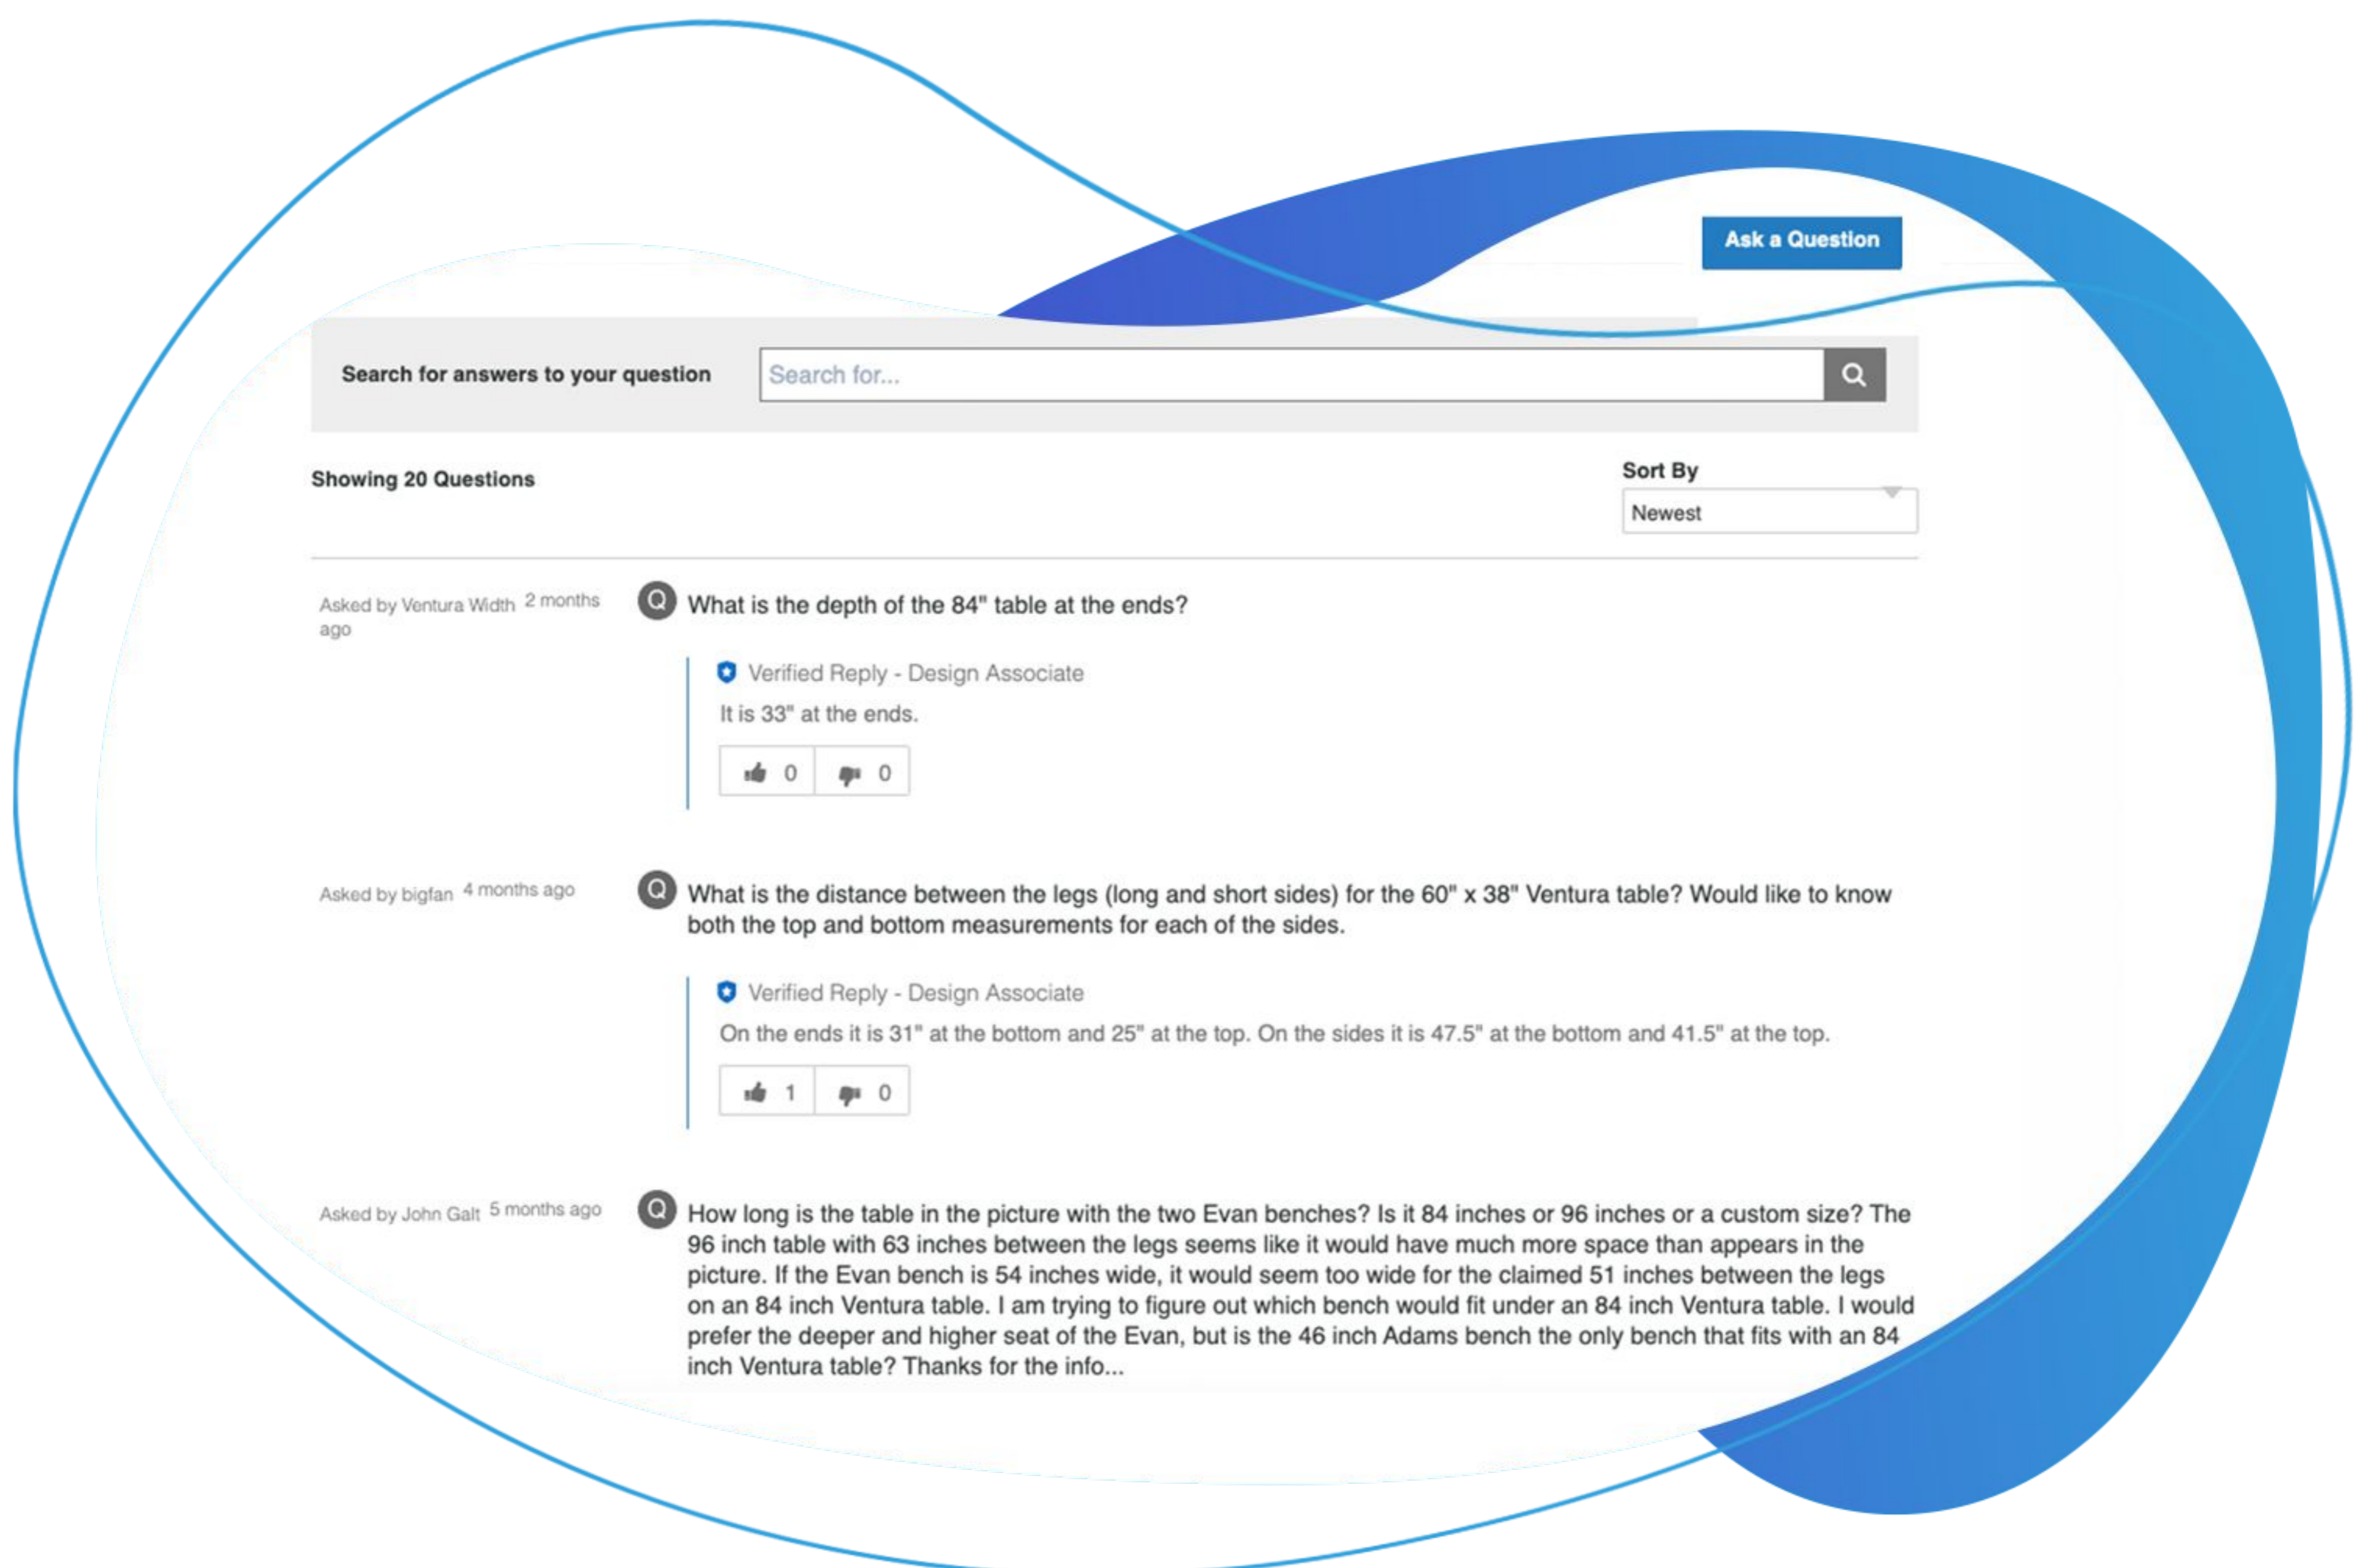 Ask a Question
Search for answers to your question
Search for...
Showing 20 Questions
Sort By
Newest
Asked by Ventura Width 2 months
ago
Q What is the depth of the 84" table at the ends?
Verified Reply - Design Associate
It is 33" at the ends.
0 0
Asked by bigfan 4 months ago
Q What is the distance between the legs (long and short sides) for the 60" x 38" Ventura table? Would like to know
both the top and bottom measurements for each of the sides.
Verified Reply - Design Associate
On the ends it is 31" at the bottom and 25" at the top. On the sides it is 47.5" at the bottom and 41.5" at the top.
1 0
Asked by John Galt 5 months ago
Q How long is the table in the picture with the two Evan benches? Is it 84 inches or 96 inches or a custom size? The
96 inch table with 63 inches between the legs seems like it would have much more space than appears in the
picture. If the Evan bench is 54 inches wide, it would seem too wide for the claimed 51 inches between the legs
on an 84 inch Ventura table. I am trying to figure out which bench would fit under an 84 inch Ventura table. I would
prefer the deeper and higher seat of the Evan, but is the 46 inch Adams bench the only bench that fits with an 84
inch Ventura table? Thanks for the info...